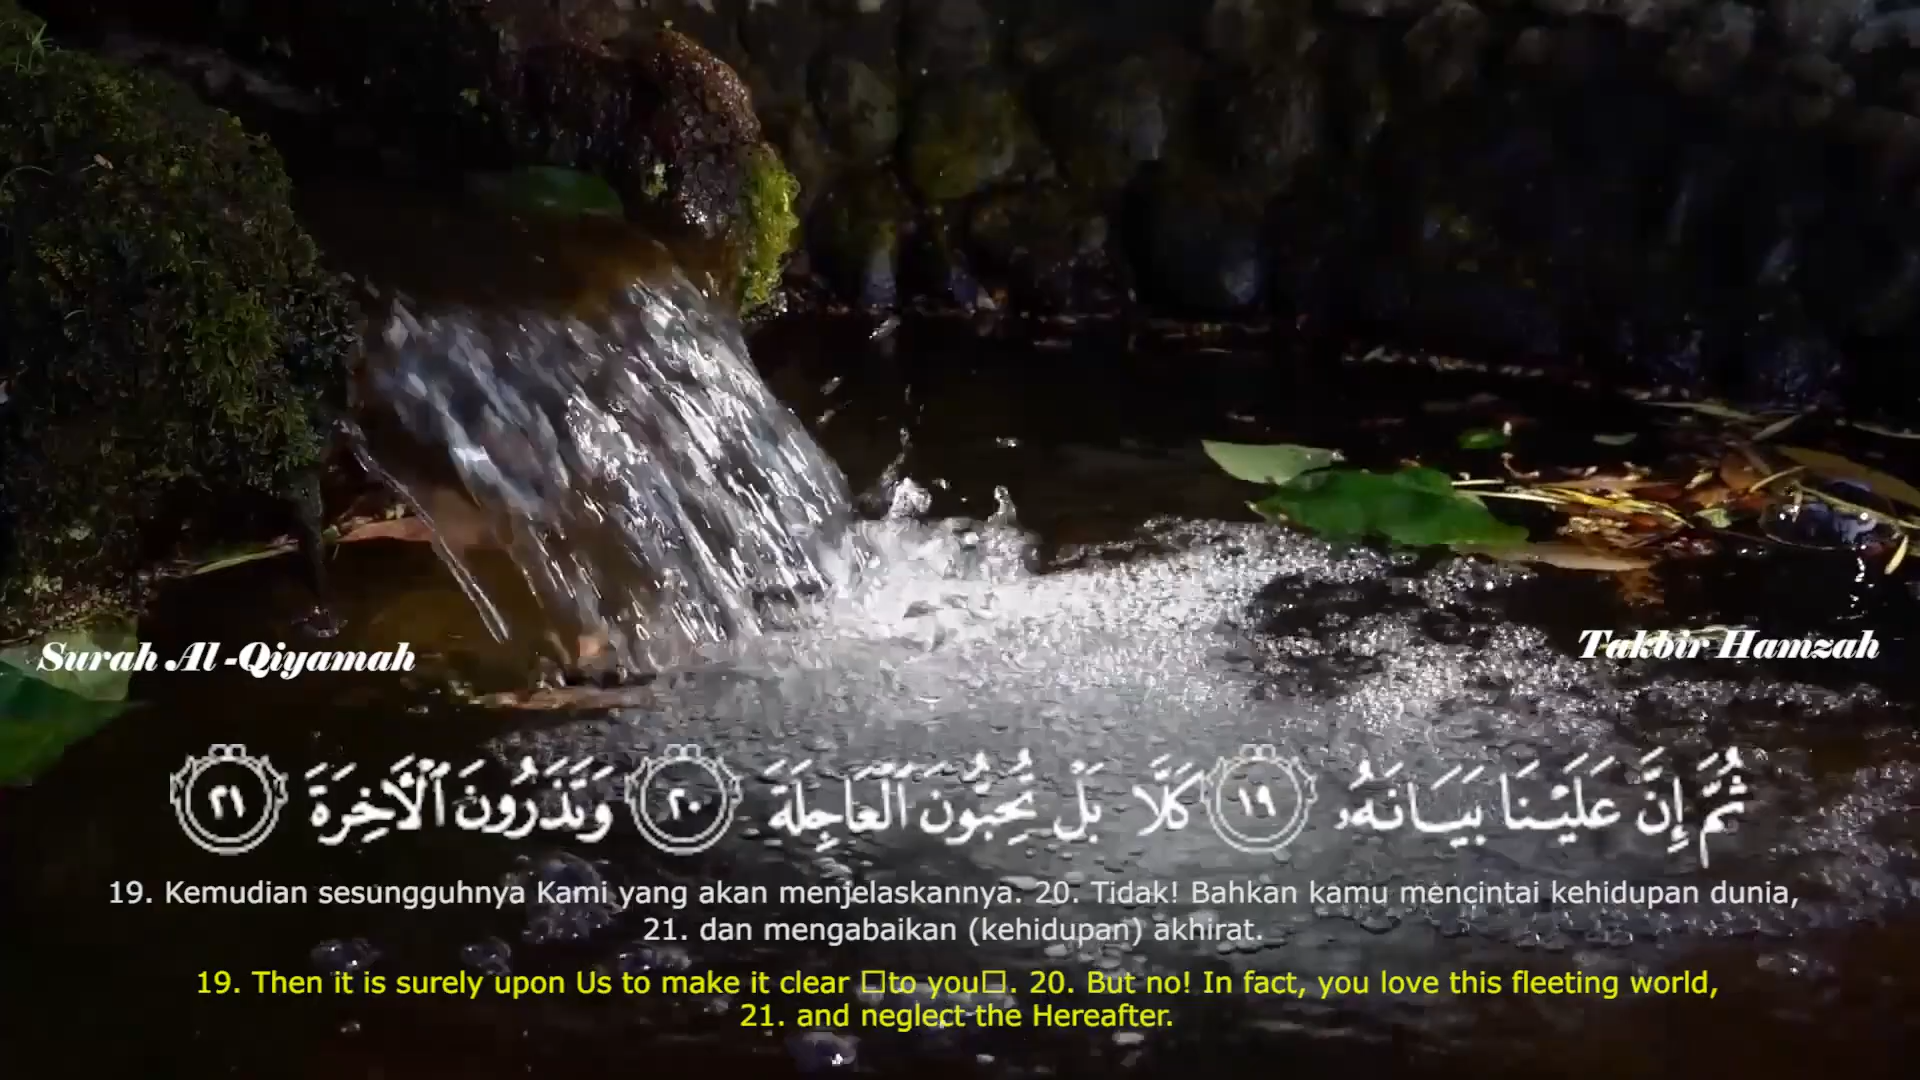 Surah Al -Qiyamah
Takbir Hamzah
ثُمَّ إِنَّ عَلَيْنَا بَيَانَهُۥ ١٩ كَلَّا بَلْ تُحِبُّونَ ٱلْعَاجِلَةَ ٢٠ وَتَذَرُونَ ٱلْـَٔاخِرَةَ ٢١
19. Kemudian sesungguhnya Kami yang akan menjelaskannya. 20. Tidak! Bahkan kamu mencintai kehidupan dunia,
21. dan mengabaikan (kehidupan) akhirat.
19. Then it is surely upon Us to make it clear □to you□. 20. But no! In fact, you love this fleeting world,
21. and neglect the Hereafter.